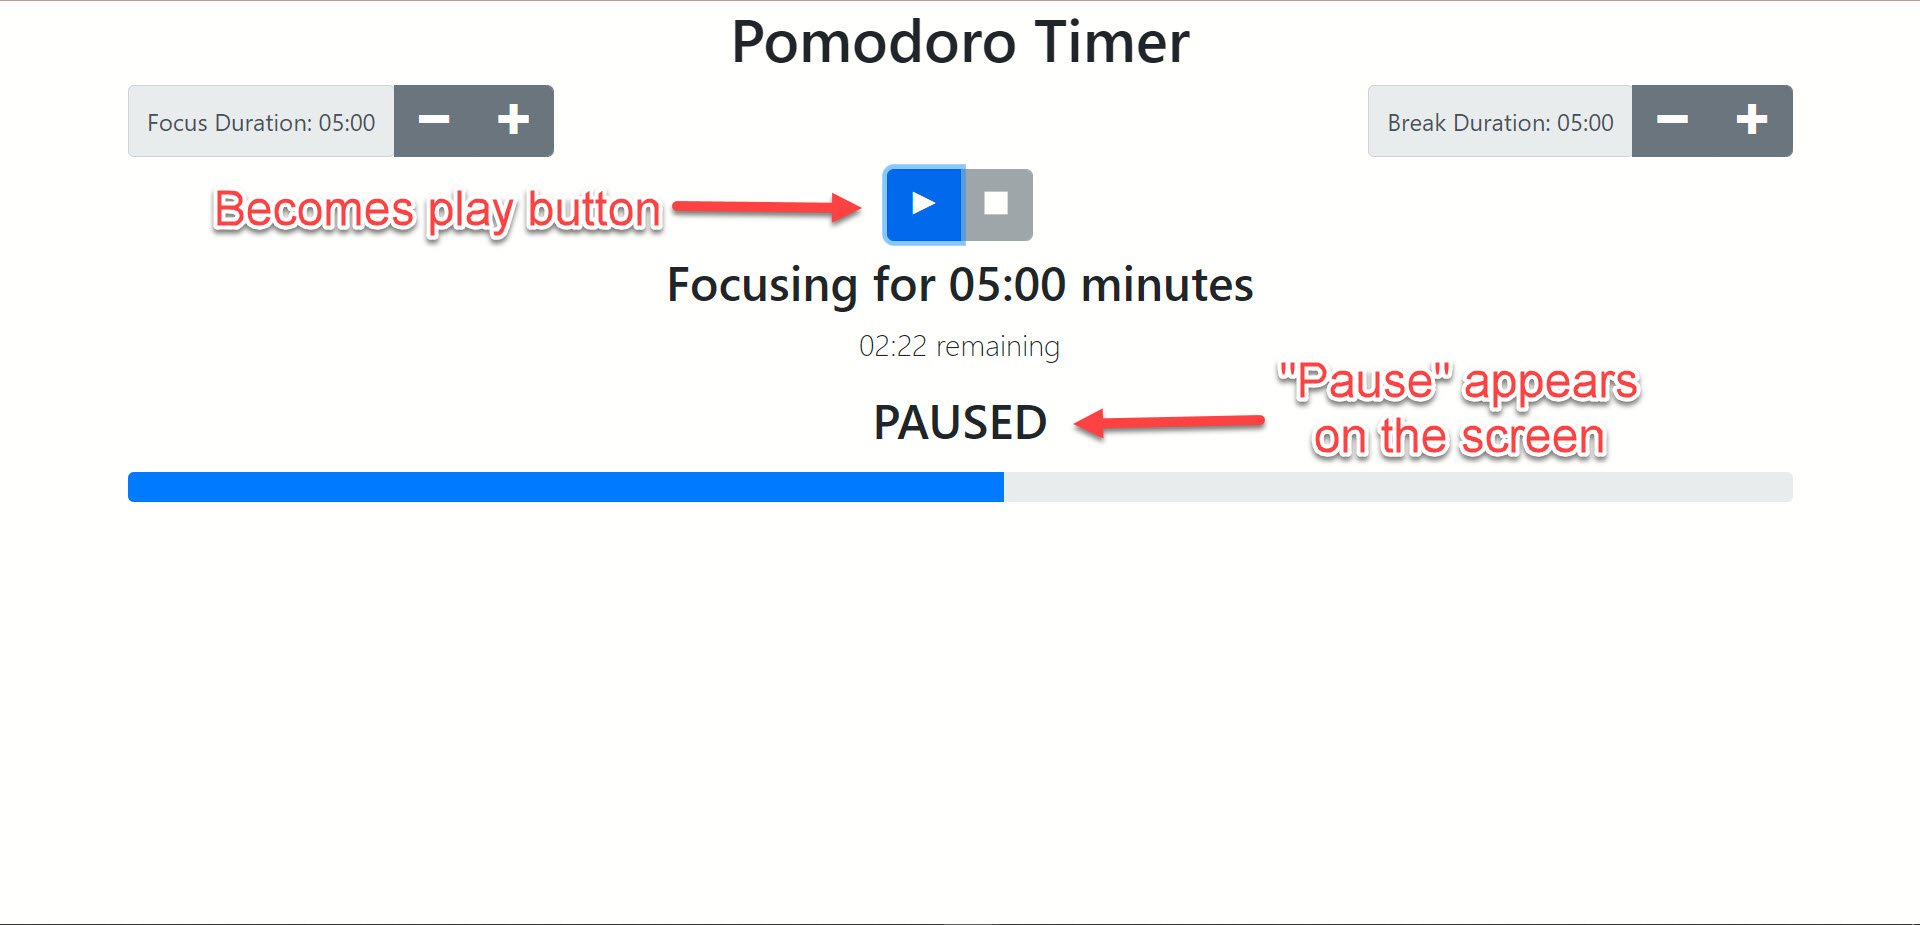 Pomodoro Timer
Focus Duration: 05:00
Break Duration: 05:00
Becomes play button
Focusing for 05:00 minutes
02:22 remaining
"Pause" appears
on the screen
PAUSED